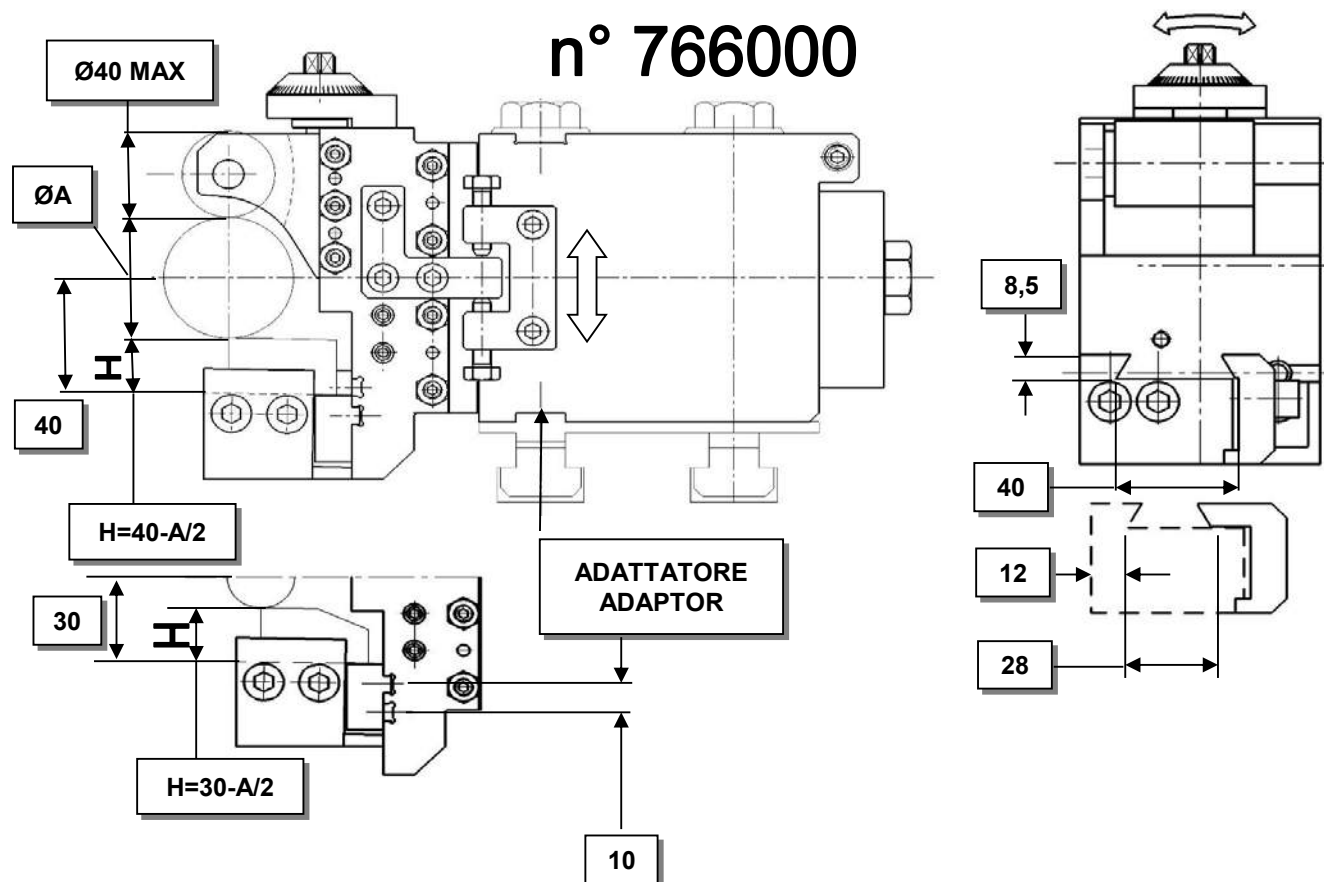 n° 766000
Ø40 MAX
ØA
H
40
H=40-A/2
30
H
H=30-A/2
ADATTATORE
ADAPTOR
10
8,5
40
12
28